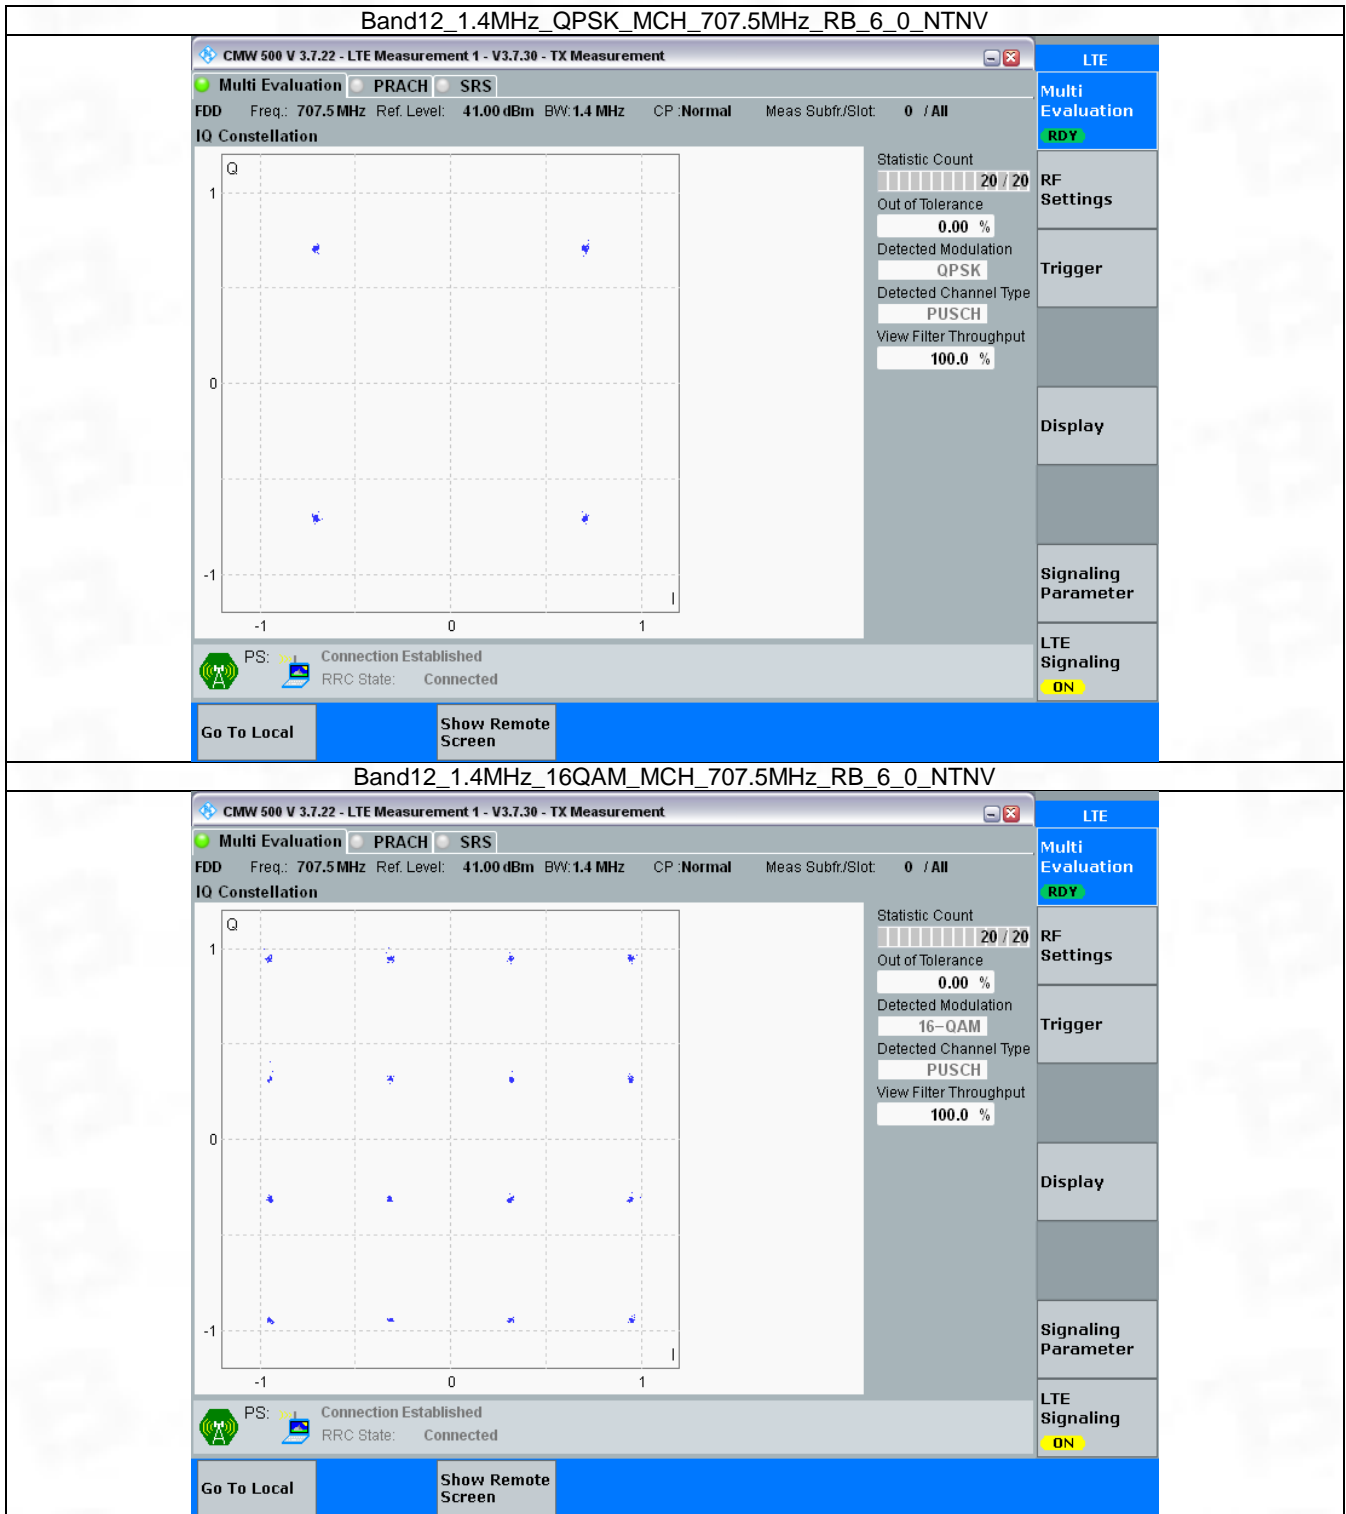 Band12_1.4MHz_QPSK_MCH_707.5MHz_RB_6_0_NTNV
CMW 500 V 3.7.22 - LTE Measurement 1 - V3.7.30 - TX Measurement
LTE
Multi Evaluation PRACH SRS
Multi
Evaluation
RDY
FDD Freq.: 707.5 MHz Ref. Level: 41.00 dBm BW: 1.4 MHz CP : Normal Meas Subfr./Slot: 0 / All
IQ Constellation
Q
1
0
-1
I
-1 0 1
Statistic Count
20 / 20
Out of Tolerance
0.00 %
Detected Modulation
QPSK
Detected Channel Type
PUSCH
View Filter Throughput
100.0 %
RF
Settings
Trigger
Display
Signaling
Parameter
LTE
Signaling
ON
PS: Connection Established
RRC State: Connected
Go To Local
Show Remote
Screen
Band12_1.4MHz_16QAM_MCH_707.5MHz_RB_6_0_NTNV
CMW 500 V 3.7.22 - LTE Measurement 1 - V3.7.30 - TX Measurement
LTE
Multi Evaluation PRACH SRS
Multi
Evaluation
RDY
FDD Freq.: 707.5 MHz Ref. Level: 41.00 dBm BW: 1.4 MHz CP : Normal Meas Subfr./Slot: 0 / All
IQ Constellation
Q
1
0
-1
I
-1 0 1
Statistic Count
20 / 20
Out of Tolerance
0.00 %
Detected Modulation
16-QAM
Detected Channel Type
PUSCH
View Filter Throughput
100.0 %
RF
Settings
Trigger
Display
Signaling
Parameter
LTE
Signaling
ON
PS: Connection Established
RRC State: Connected
Go To Local
Show Remote
Screen